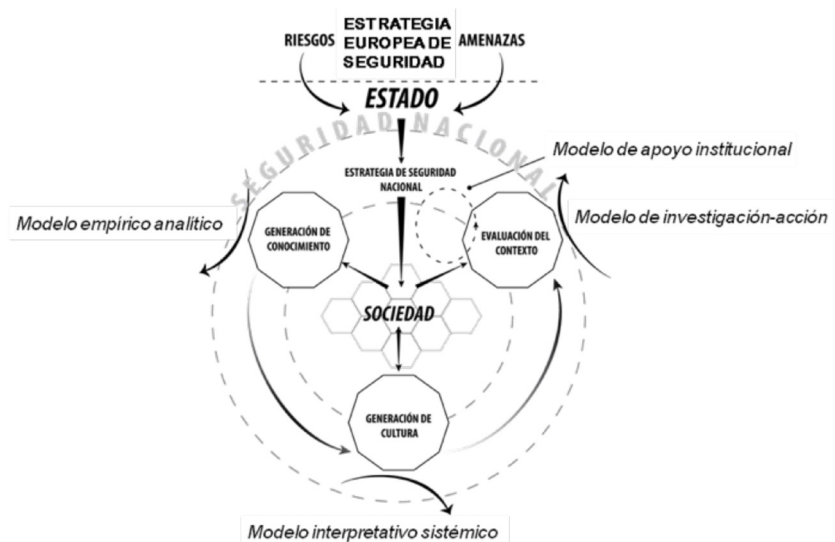 ESTRATEGIA
EUROPEA DE
SEGURIDAD
RIESGOS
AMENAZAS
ESTADO
SEGURIDAD NACIONAL
ESTRATEGIA DE SEGURIDAD
NACIONAL
Modelo de apoyo institucional
Modelo empírico analítico
GENERACIÓN DE
CONOCIMIENTO
EVALUACIÓN DEL
CONTEXTO
Modelo de investigación-acción
SOCIEDAD
GENERACIÓN DE
CULTURA
Modelo interpretativo sistémico